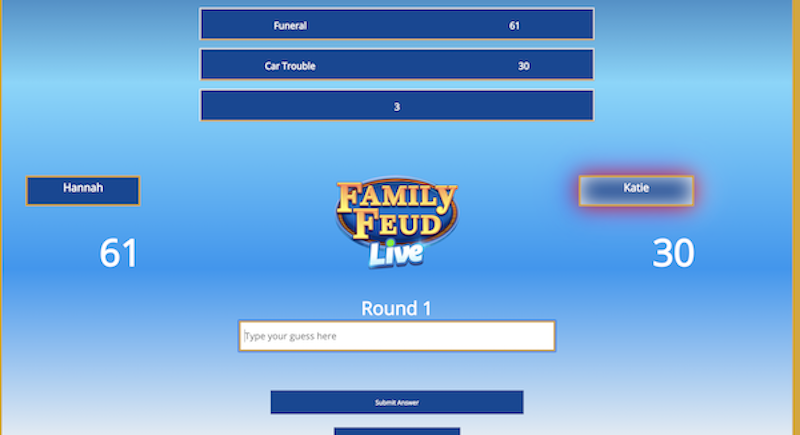 Funeral 61
Car Trouble 30
3
Hannah
Katie
FAMILY
FEUD
Live
61
30
Round 1
Type your guess here
Submit Answer